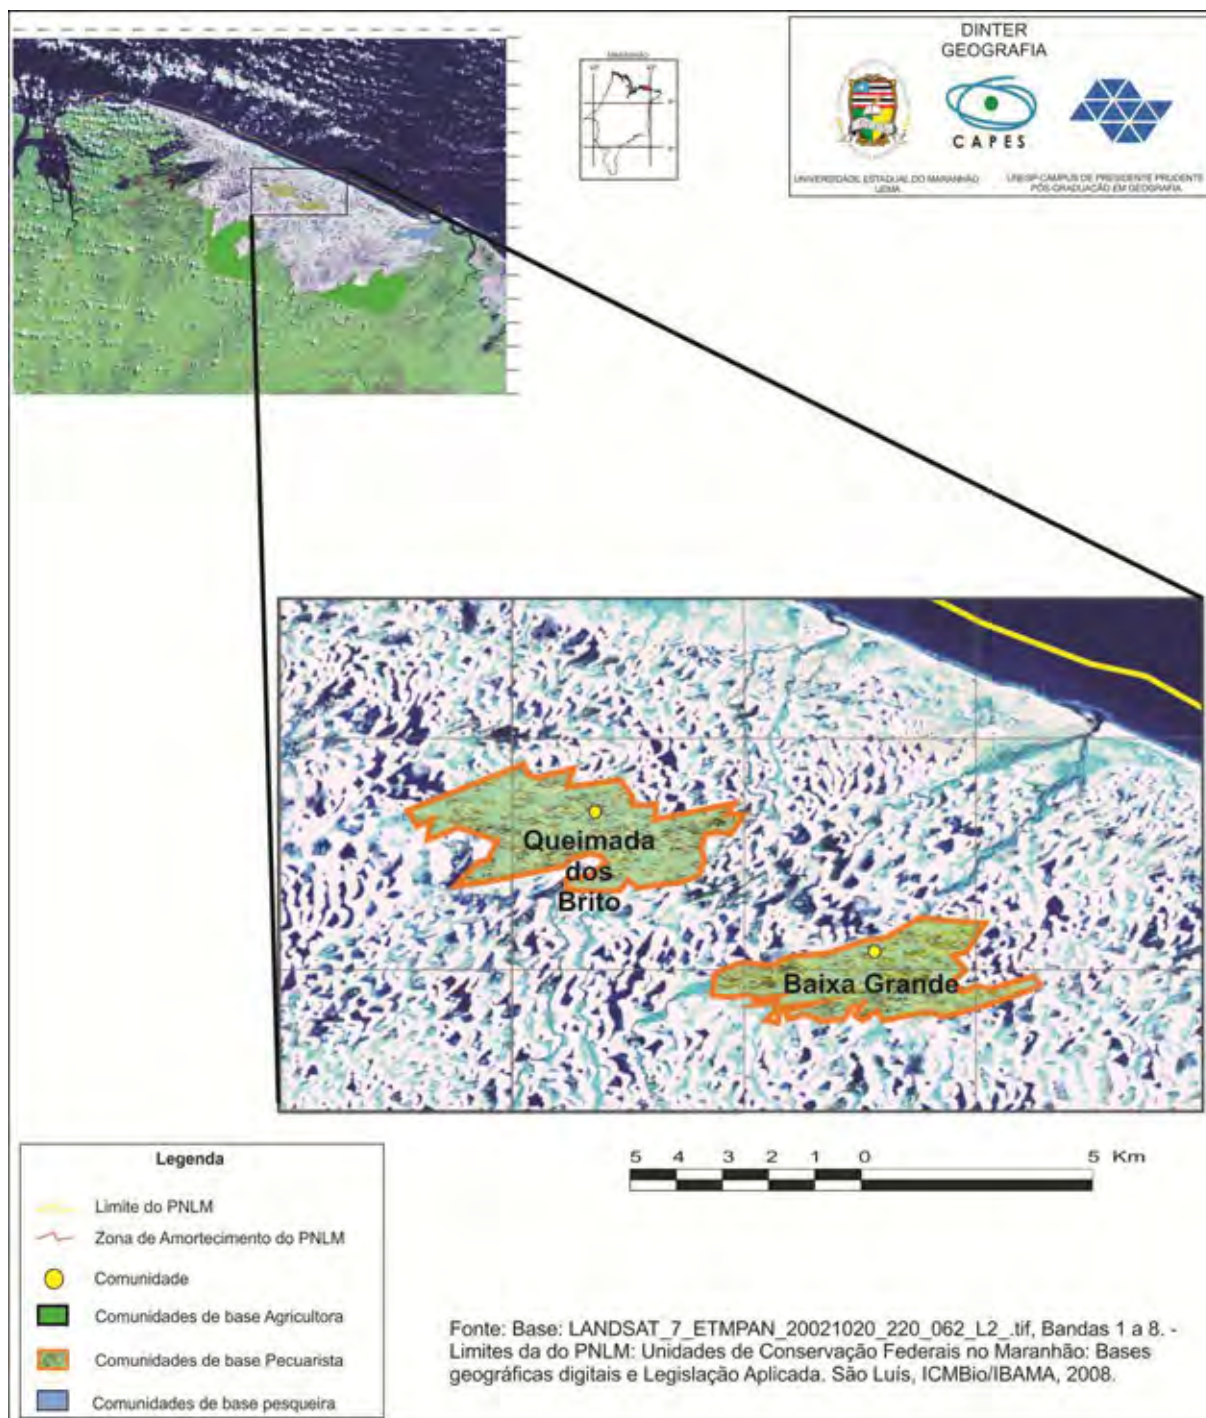 MARANHÃO
DINTER
GEOGRAFIA
CAPES
UNIVERSIDADE ESTADUAL DO MARANHÃO
UEMA
UNESP-CAMPUS DE PRESIDENTE PRUDENTE
PÓS-GRADUAÇÃO EM GEOGRAFIA
Queimada
dos
Brito
Baixa Grande
5 4 3 2 1 0 5 Km
Legenda
Limite do PNLM
Zona de Amortecimento do PNLM
Comunidade
Comunidades de base Agricultora
Comunidades de base Pecuarista
Comunidades de base pesqueira
Fonte: Base: LANDSAT_7_ETMPAN_20021020_220_062_L2_.tif, Bandas 1 a 8. -
Limites da do PNLM: Unidades de Conservação Federais no Maranhão: Bases
geográficas digitais e Legislação Aplicada. São Luís, ICMBio/IBAMA, 2008.